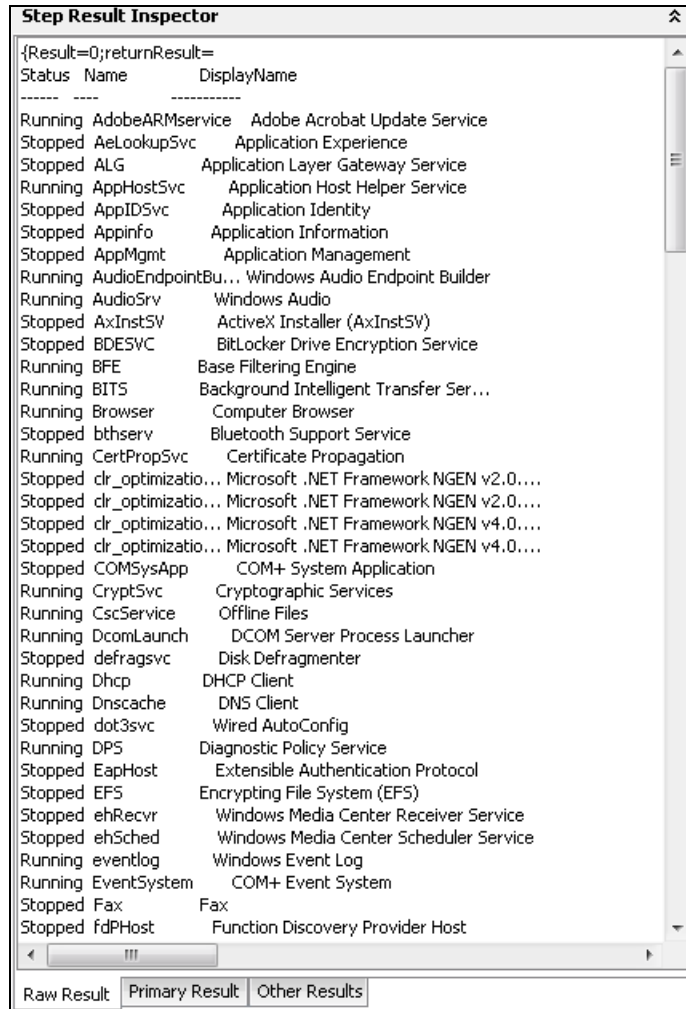 Step Result Inspector
{Result=0;returnResult=
Status Name DisplayName
------ ---- -----------
Running AdobeARMservice Adobe Acrobat Update Service
Stopped AeLookupSvc Application Experience
Stopped ALG Application Layer Gateway Service
Running AppHostSvc Application Host Helper Service
Stopped AppIDSvc Application Identity
Stopped Appinfo Application Information
Stopped AppMgmt Application Management
Running AudioEndpointBu... Windows Audio Endpoint Builder
Running AudioSrv Windows Audio
Stopped AxInstSV ActiveX Installer (AxInstSV)
Stopped BDESVC BitLocker Drive Encryption Service
Running BFE Base Filtering Engine
Running BITS Background Intelligent Transfer Ser...
Running Browser Computer Browser
Stopped bthserv Bluetooth Support Service
Running CertPropSvc Certificate Propagation
Stopped clr_optimizatio... Microsoft .NET Framework NGEN v2.0....
Stopped clr_optimizatio... Microsoft .NET Framework NGEN v2.0....
Stopped clr_optimizatio... Microsoft .NET Framework NGEN v4.0....
Stopped clr_optimizatio... Microsoft .NET Framework NGEN v4.0....
Stopped COMSysApp COM+ System Application
Running CryptSvc Cryptographic Services
Running CscService Offline Files
Running DcomLaunch DCOM Server Process Launcher
Stopped defragsvc Disk Defragmenter
Running Dhcp DHCP Client
Running Dnscache DNS Client
Stopped dot3svc Wired AutoConfig
Running DPS Diagnostic Policy Service
Stopped EapHost Extensible Authentication Protocol
Stopped EFS Encrypting File System (EFS)
Stopped ehRecvr Windows Media Center Receiver Service
Stopped ehSched Windows Media Center Scheduler Service
Running eventlog Windows Event Log
Running EventSystem COM+ Event System
Stopped Fax Fax
Stopped fdPHost Function Discovery Provider Host
Raw Result Primary Result Other Results